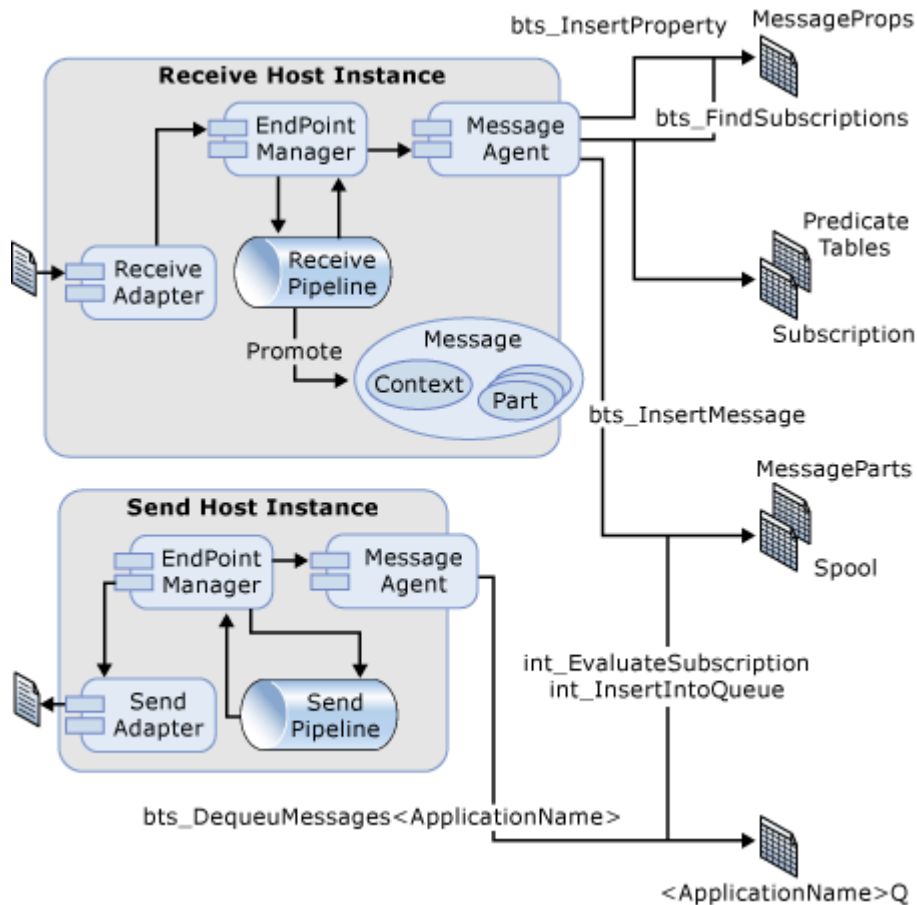 bts_InsertProperty
MessageProps
Receive Host Instance
EndPoint
Manager
Message
Agent
bts_FindSubscriptions
Receive
Adapter
Receive
Pipeline
Predicate
Tables
Subscription
Promote
Message
Context
Part
bts_InsertMessage
MessageParts
Spool
Send Host Instance
EndPoint
Manager
Message
Agent
Send
Adapter
Send
Pipeline
int_EvaluateSubscription
int_InsertIntoQueue
bts_DequeuMessages<ApplicationName>
<ApplicationName>Q